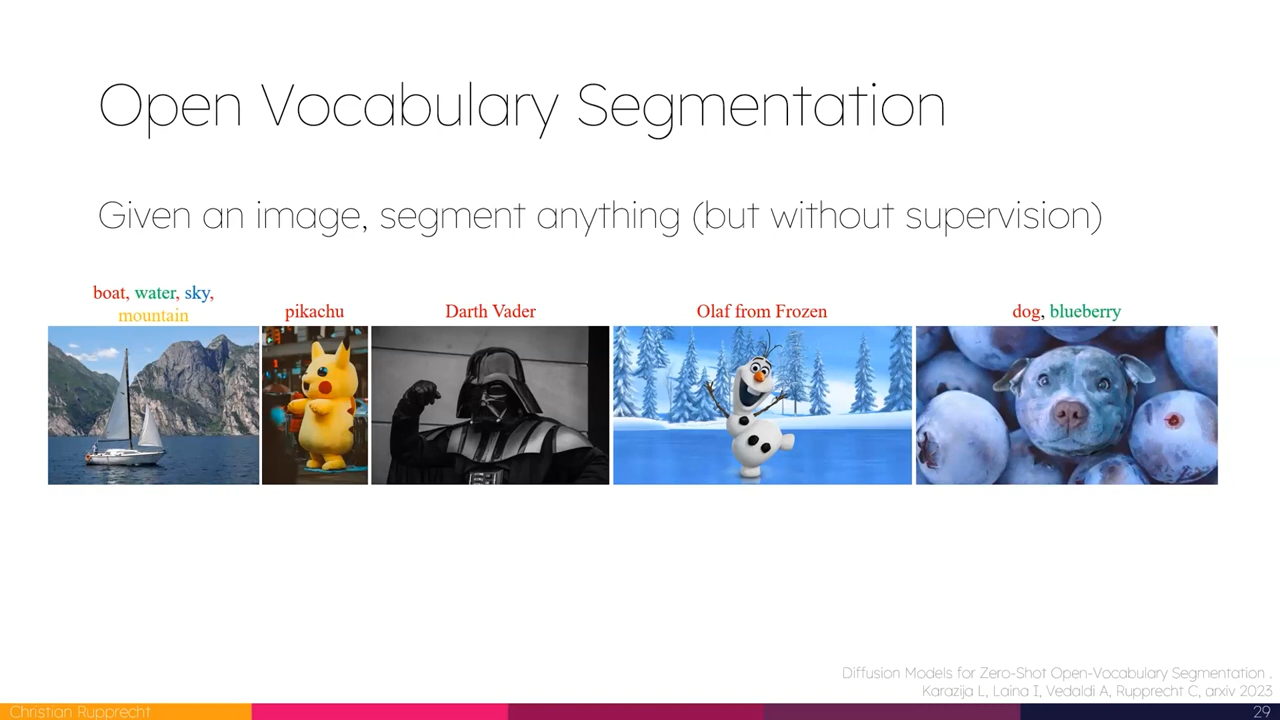 Open Vocabulary Segmentation
Given an image, segment anything (but without supervision)
boat, water, sky,
mountain
pikachu
Darth Vader
Olaf from Frozen
dog, blueberry
Diffusion Models for Zero-Shot Open-Vocabulary Segmentation .
Karazija L, Laina I, Vedaldi A, Rupprecht C, arxiv 2023
Christian Rupprecht
29